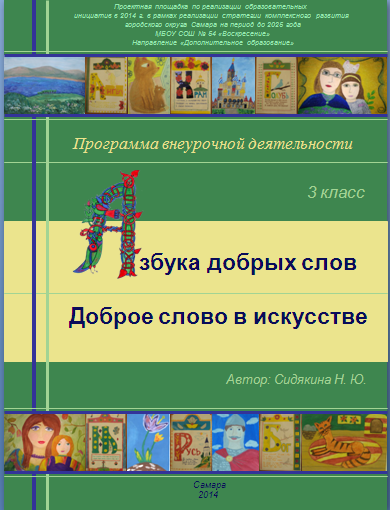 Проектная площадка по реализации образовательных
инициатив в 2014 г. в рамках реализации стратегии комплексного развития
городского округа Самара на период до 2025 года
МБОУ СОШ № 54 «Воскресение»
Направление «Дополнительное образование»
Программа внеурочной деятельности
3 класс
Азбука добрых слов
Доброе слово в искусстве
Автор: Сидякина Н. Ю.
Русь
Самара
2014